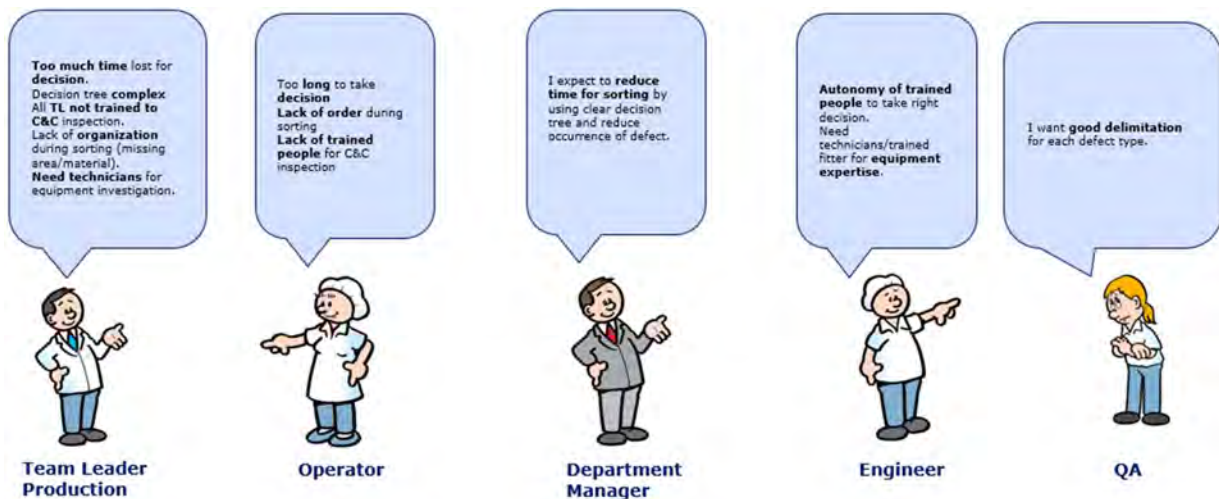 Too much time lost for
decision.
Decision tree complex
All TL not trained to
C&C inspection.
Lack of organization
during sorting (missing
area/material).
Need technicians for
equipment investigation.
Too long to take
decision
Lack of order during
sorting
Lack of trained
people for C&C
inspection
I expect to reduce
time for sorting by
using clear decision
tree and reduce
occurrence of defect.
Autonomy of trained
people to take right
decision.
Need
technicians/trained
fitter for equipment
expertise.
I want good delimitation
for each defect type.
Team Leader
Production
Operator
Department
Manager
Engineer
QA